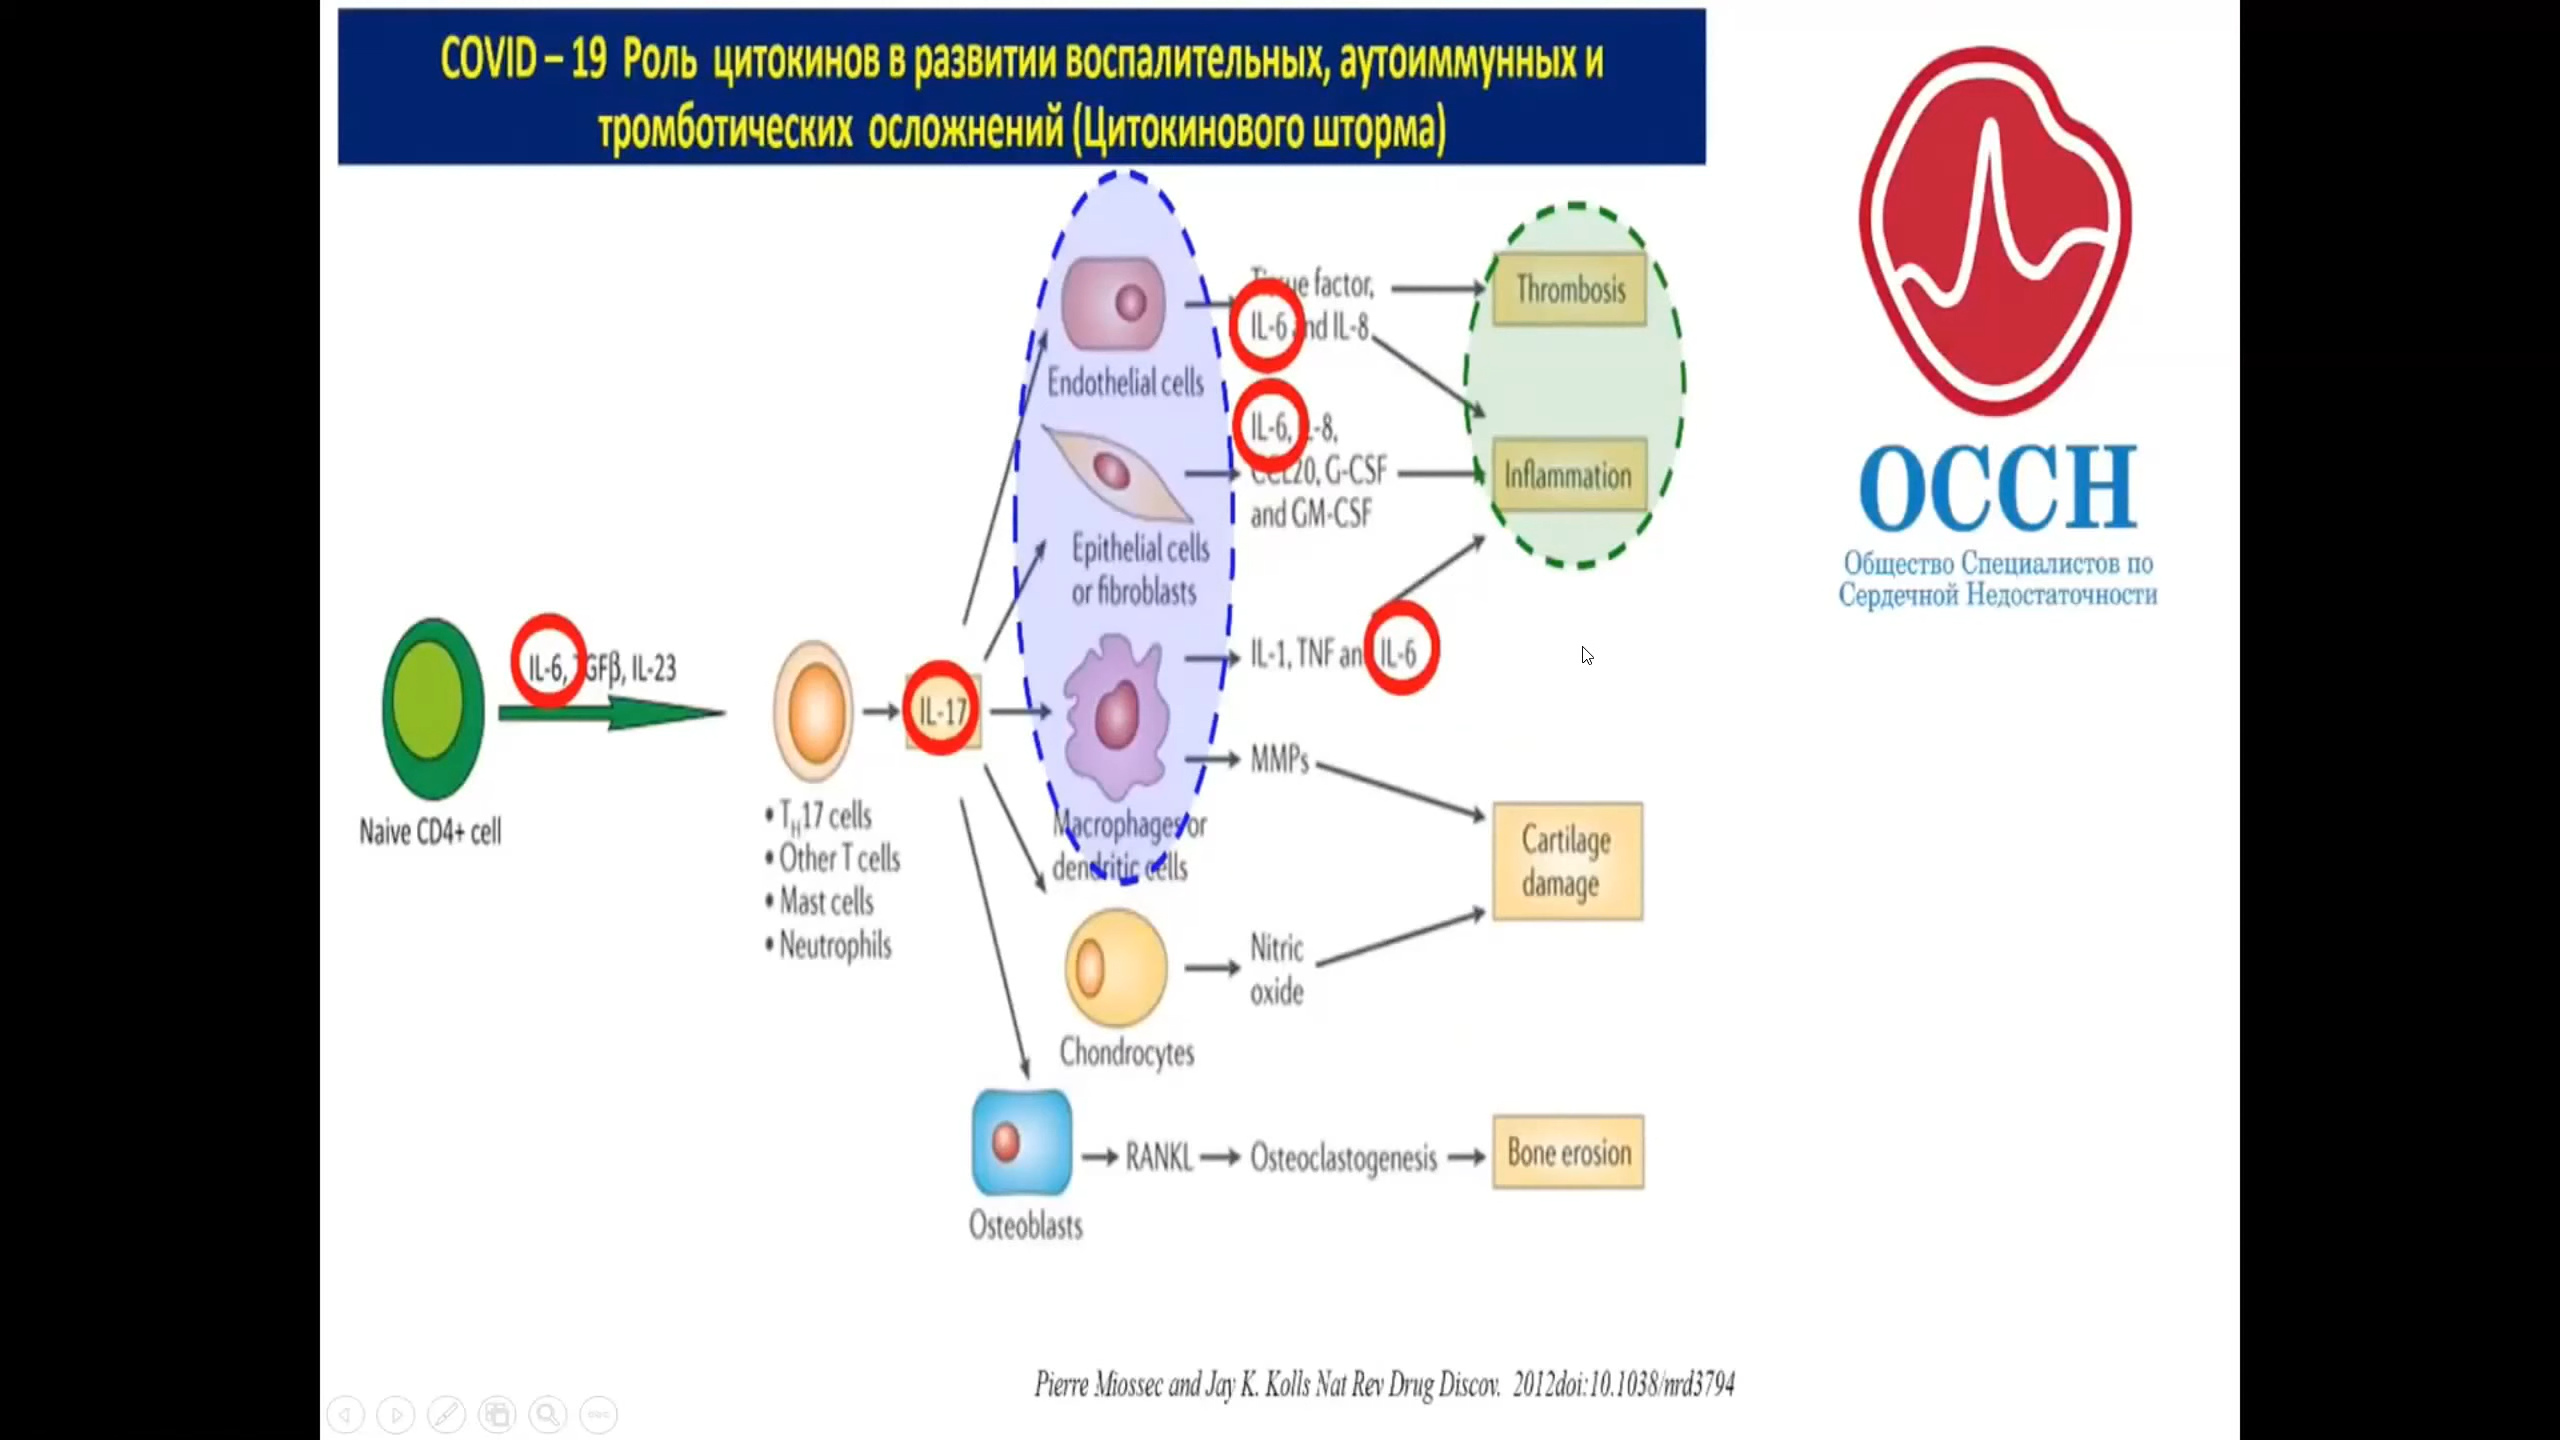 COVID – 19 Роль цитокинов в развитии воспалительных, аутоиммунных и
тромботических осложнений (Цитокинового шторма)
Naive CD4+ cell
IL-6, TGFβ, IL-23
• TH17 cells
• Other T cells
• Mast cells
• Neutrophils
IL-17
Endothelial cells
Tissue factor,
IL-6 and IL-8
Thrombosis
Epithelial cells
or fibroblasts
IL-6, IL-8,
CCL20, G-CSF
and GM-CSF
Inflammation
Macrophages or
dendritic cells
IL-1, TNF and IL-6
MMPs
Cartilage
damage
Chondrocytes
Nitric
oxide
Osteoblasts
RANKL
Osteoclastogenesis
Bone erosion
ОССН
Общество Специалистов по
Сердечной Недостаточности
Pierre Miossec and Jay K. Kolls Nat Rev Drug Discov. 2012doi:10.1038/nrd3794